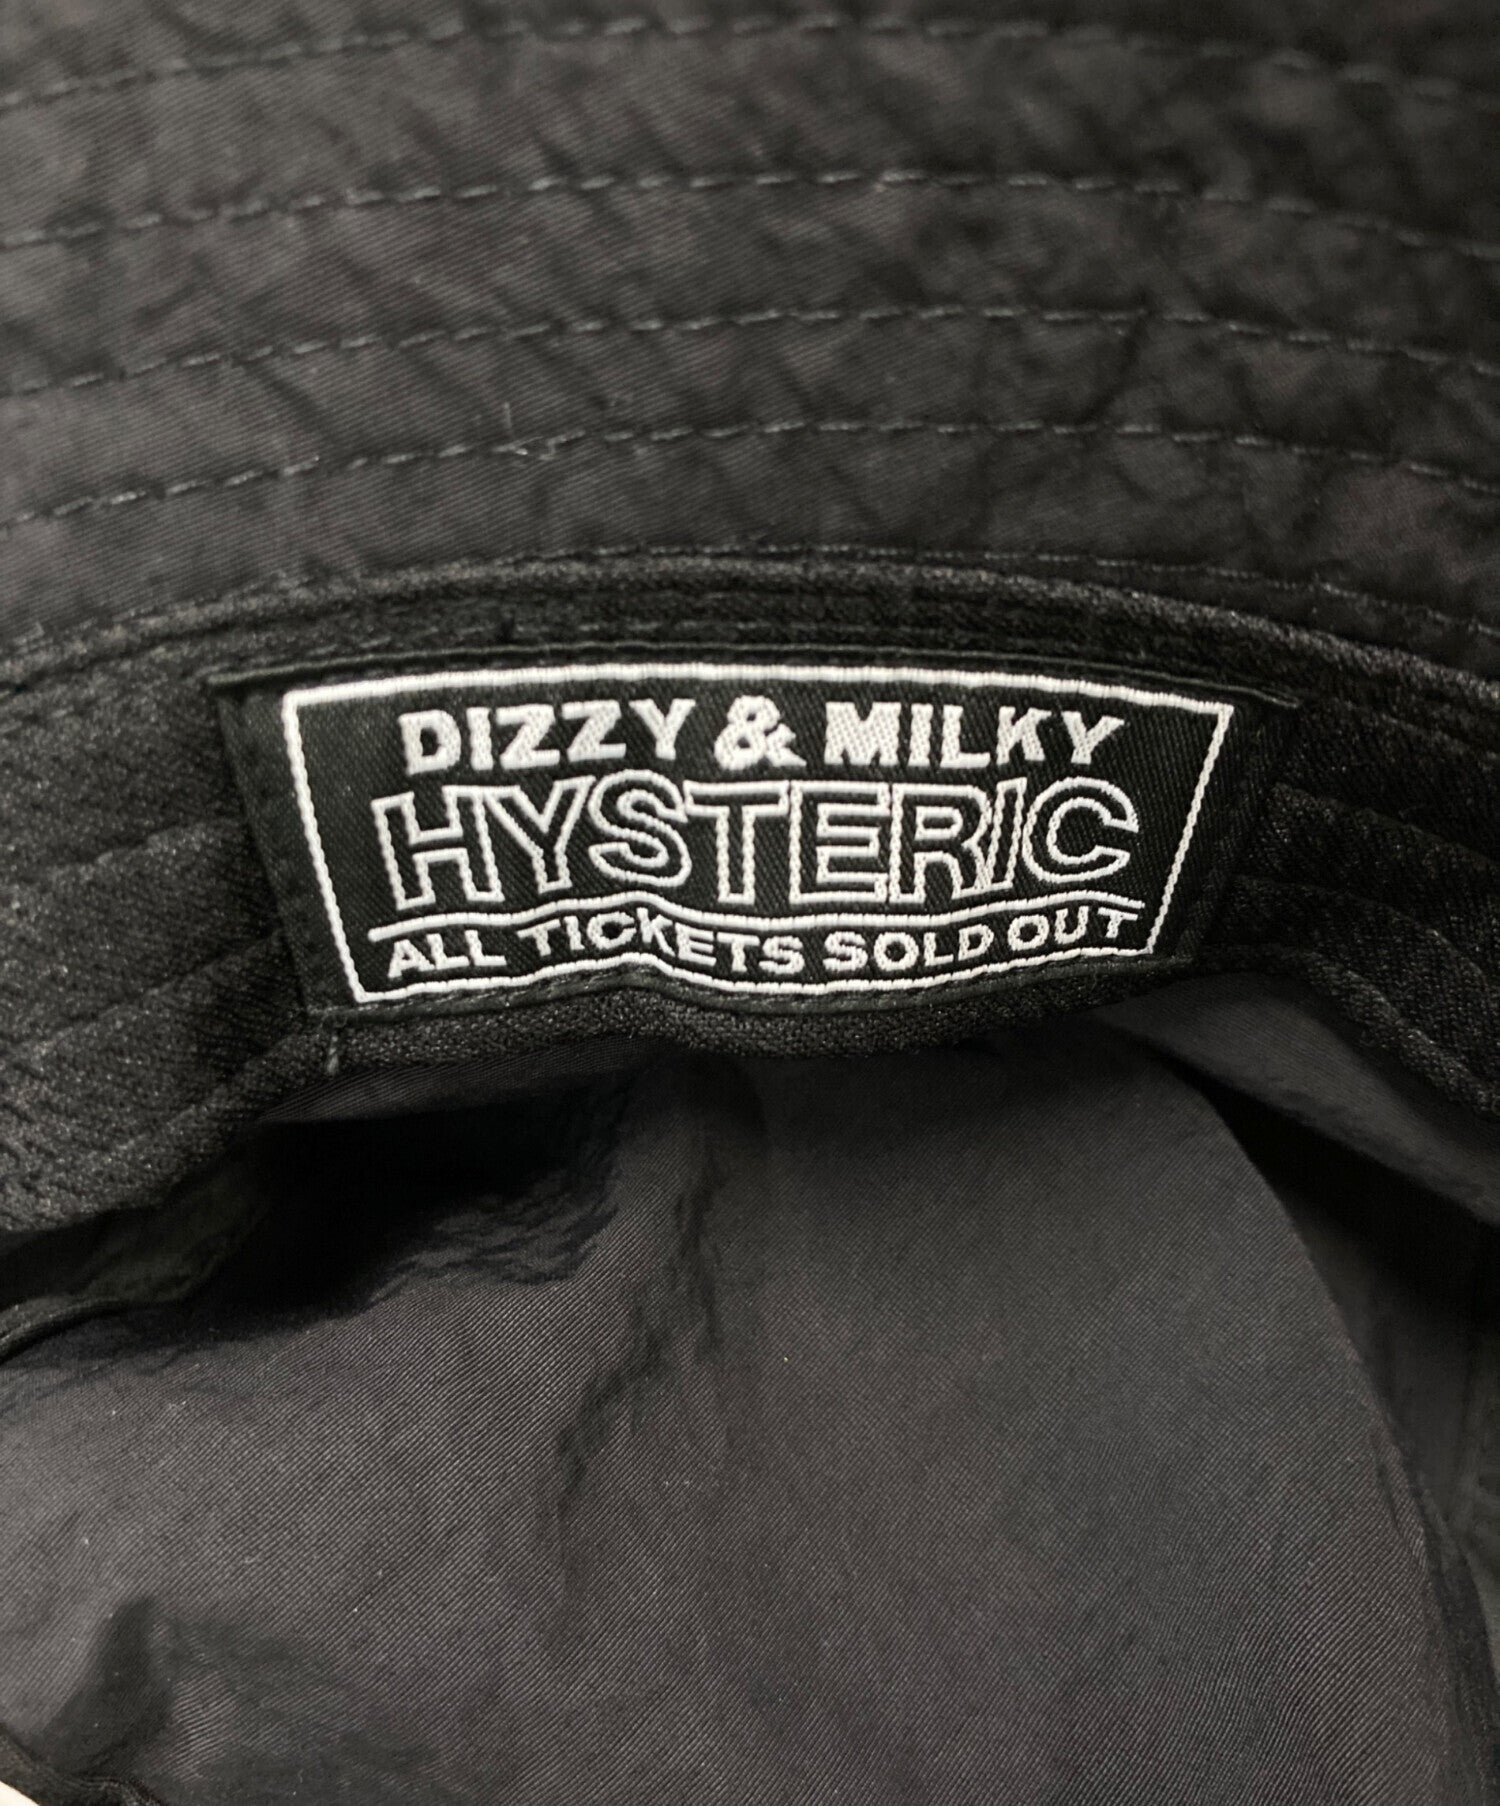 DIZZY & MILKY
HYSTERIC
ALL TICKETS SOLD OUT